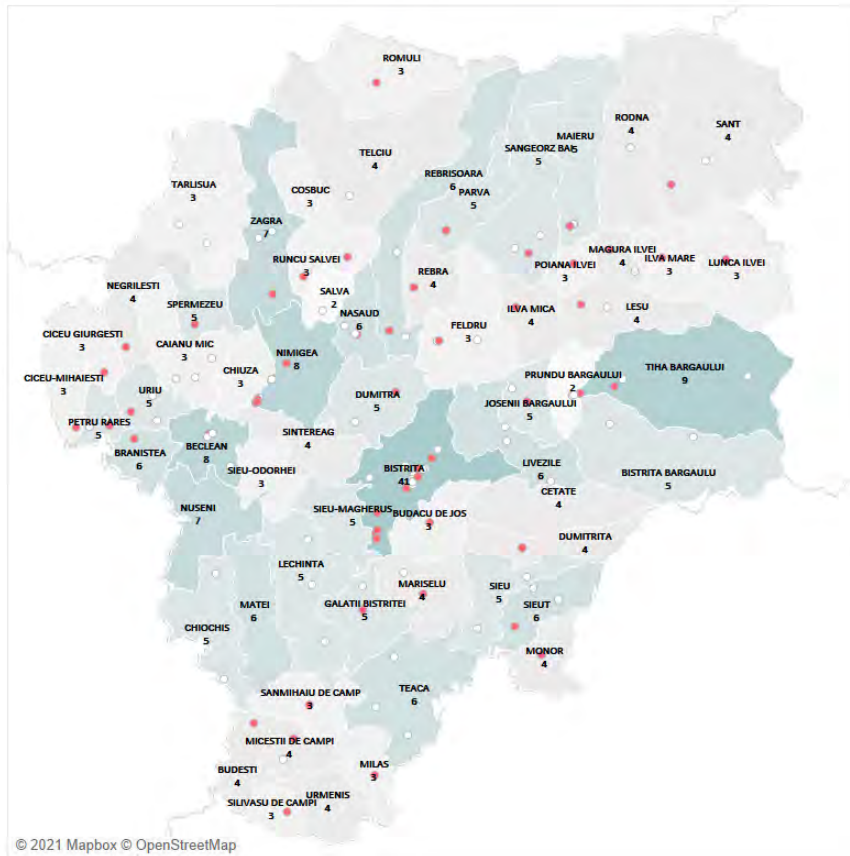 ROMULI
3
RODNA
4
SANT
4
MAIERU
5
SANGEORZ BAI
5
TELCIU
4
REBRISOARA
6
PARVA
5
TARLISUA
3
COSBUC
3
ZAGRA
7
RUNCU SALVEI
3
MAGURA ILVEI
4
ILVA MARE
3
LUNCA ILVEI
3
POIANA ILVEI
3
REBRA
4
NEGRILESTI
4
SALVA
2
SPERMEZEU
5
NASAUD
6
ILVA MICA
4
LESU
4
FELDRU
3
CICEU GIURGESTI
3
CAIANU MIC
3
NIMIGEA
8
CHIUZA
3
CICEU-MIHAIESTI
3
URIU
5
DUMITRA
5
PRUNDU BARGAULUI
2
TIHA BARGAULUI
9
JOSENII BARGAULUI
5
PETRU RARES
5
SINTEREAG
4
BECLEAN
8
BRANISTEA
6
SIEU-ODORHEI
3
BISTRITA
41
LIVEZILE
6
BISTRITA BARGAULU
5
CETATE
4
NUSENI
7
SIEU-MAGHERUS
5
BUDACU DE JOS
3
DUMITRITA
4
LECHINTA
5
MARISELU
4
SIEU
5
SIEUT
6
MATEI
6
GALATII BISTRITEI
5
CHIOCHIS
5
MONOR
4
SANMIHAIU DE CAMP
3
TEACA
6
MICESTII DE CAMPI
4
MILAS
3
BUDESTI
4
URMENIS
4
SILIVASU DE CAMPI
3
© 2021 Mapbox © OpenStreetMap